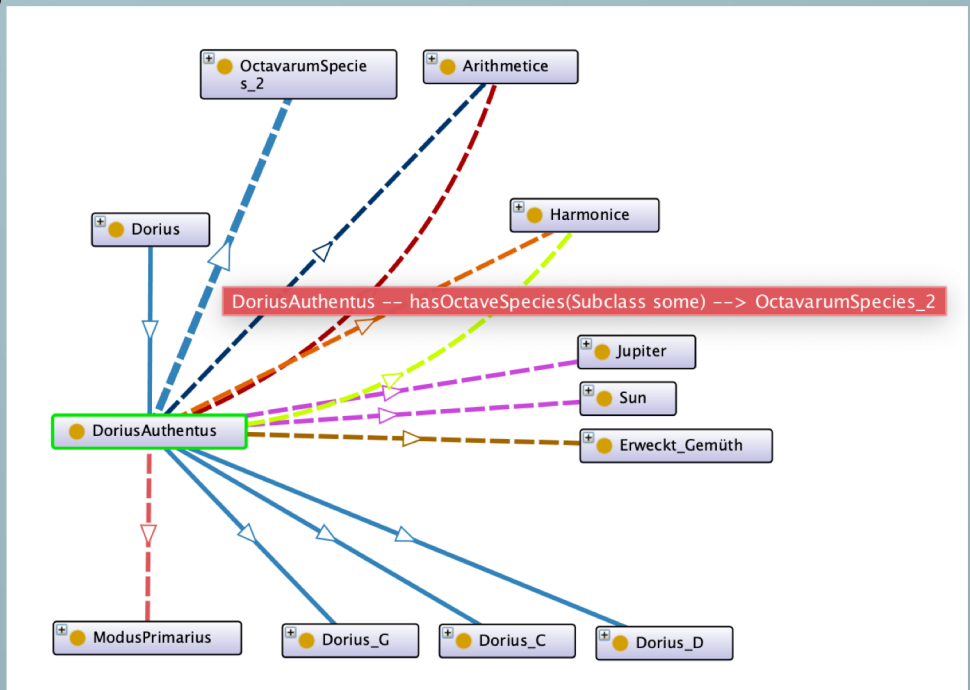 OctavarumSpecie
s_2
Arithmetice
Harmonice
Dorius
DoriusAuthentus -- hasOctaveSpecies(Subclass some) --> OctavarumSpecies_2
Jupiter
Sun
DoriusAuthentus
Erweckt_Gemüth
ModusPrimarius
Dorius_G
Dorius_C
Dorius_D